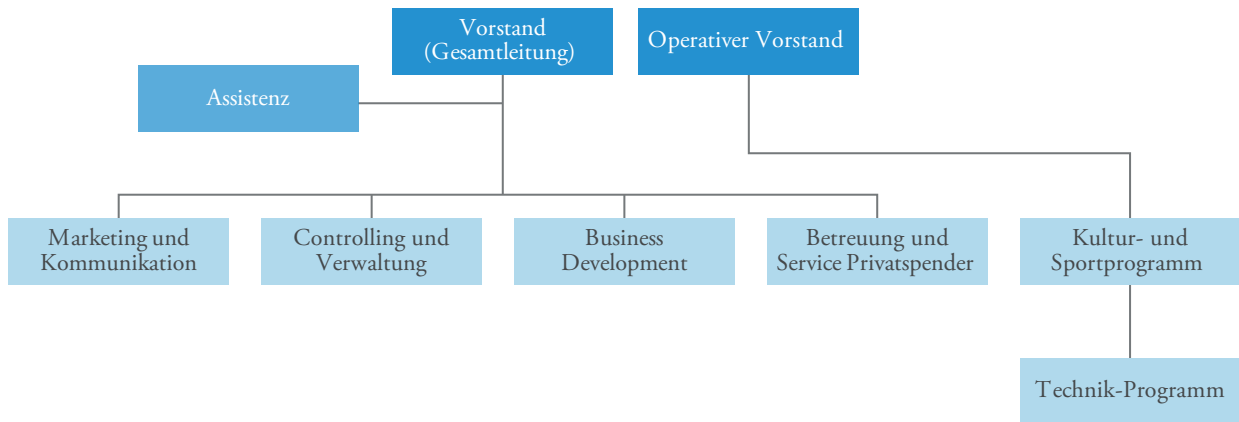 Vorstand
(Gesamtleitung)
Operativer Vorstand
Assistenz
Marketing und
Kommunikation
Controlling und
Verwaltung
Business
Development
Betreuung und
Service Privatspender
Kultur- und
Sportprogramm
Technik-Programm